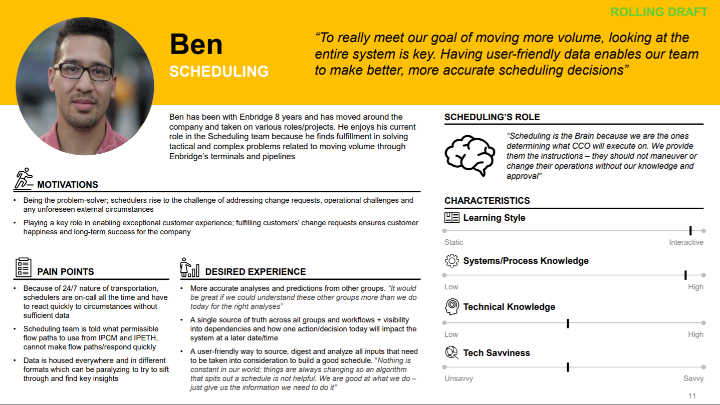 ROLLING DRAFT
Ben
SCHEDULING
“To really meet our goal of moving more volume, looking at the
entire system is key. Having user-friendly data enables our team
to make better, more accurate scheduling decisions”
Ben has been with Enbridge 8 years and has moved around the
company and taken on various roles/projects. He enjoys his current
role in the Scheduling team because he finds fulfillment in solving
tactical and complex problems related to moving volume through
Enbridge’s terminals and pipelines
MOTIVATIONS
• Being the problem-solver; schedulers rise to the challenge of addressing change requests, operational challenges and
any unforeseen external circumstances
• Playing a key role in enabling exceptional customer experience; fulfilling customers’ change requests ensures customer
happiness and long-term success for the company
PAIN POINTS
• Because of 24/7 nature of transportation,
schedulers are on-call all the time and have
to react quickly to circumstances without
sufficient data
• Scheduling team is told what permissible
flow paths to use from IPCM and IPETH,
cannot make flow paths/respond quickly
• Data is housed everywhere and in different
formats which can be paralyzing to try to sift
through and find key insights
DESIRED EXPERIENCE
• More accurate analyses and predictions from other groups. “It would
be great if we could understand these other groups more than we do
today for the right analyses”
• A single source of truth across all groups and workflows + visibility
into dependencies and how one action/decision today will impact the
system at a later date/time
• A user-friendly way to source, digest and analyze all inputs that need
to be taken into consideration to build a good schedule. “Nothing is
constant in our world; things are always changing so an algorithm
that spits out a schedule is not helpful. We are good at what we do –
just give us the information we need to do it”
SCHEDULING’S ROLE
“Scheduling is the Brain because we are the ones
determining what CCO will execute on. We provide
them the instructions – they should not maneuver or
change their operations without our knowledge and
approval”
CHARACTERISTICS
Learning Style
Static Interactive
Systems/Process Knowledge
Low High
Technical Knowledge
Low High
Tech Savviness
Unsavvy Savvy
11